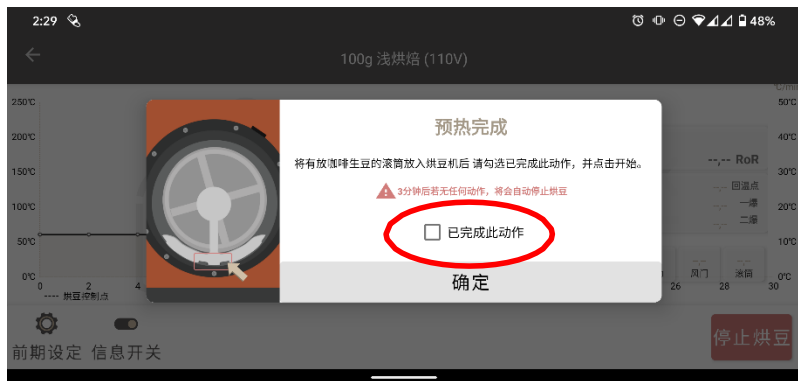 2:29
48%
100g 浅烘焙 (110V)
℃/min
250℃
50℃
200℃
40℃
150℃
30℃
100℃
20℃
50℃
10℃
0℃
0℃
0
2
4
26
28
30
---- 烘豆控制点
--,-- RoR
--,-- 回温点
--,-- 一爆
--,-- 二爆
--,--
风门
--,--
滚筒
预热完成
将有放咖啡生豆的滚筒放入烘豆机后 请勾选已完成此动作，并点击开始。
3分钟后若无任何动作，将会自动停止烘豆
已完成此动作
确定
前期设定
信息开关
停止烘豆